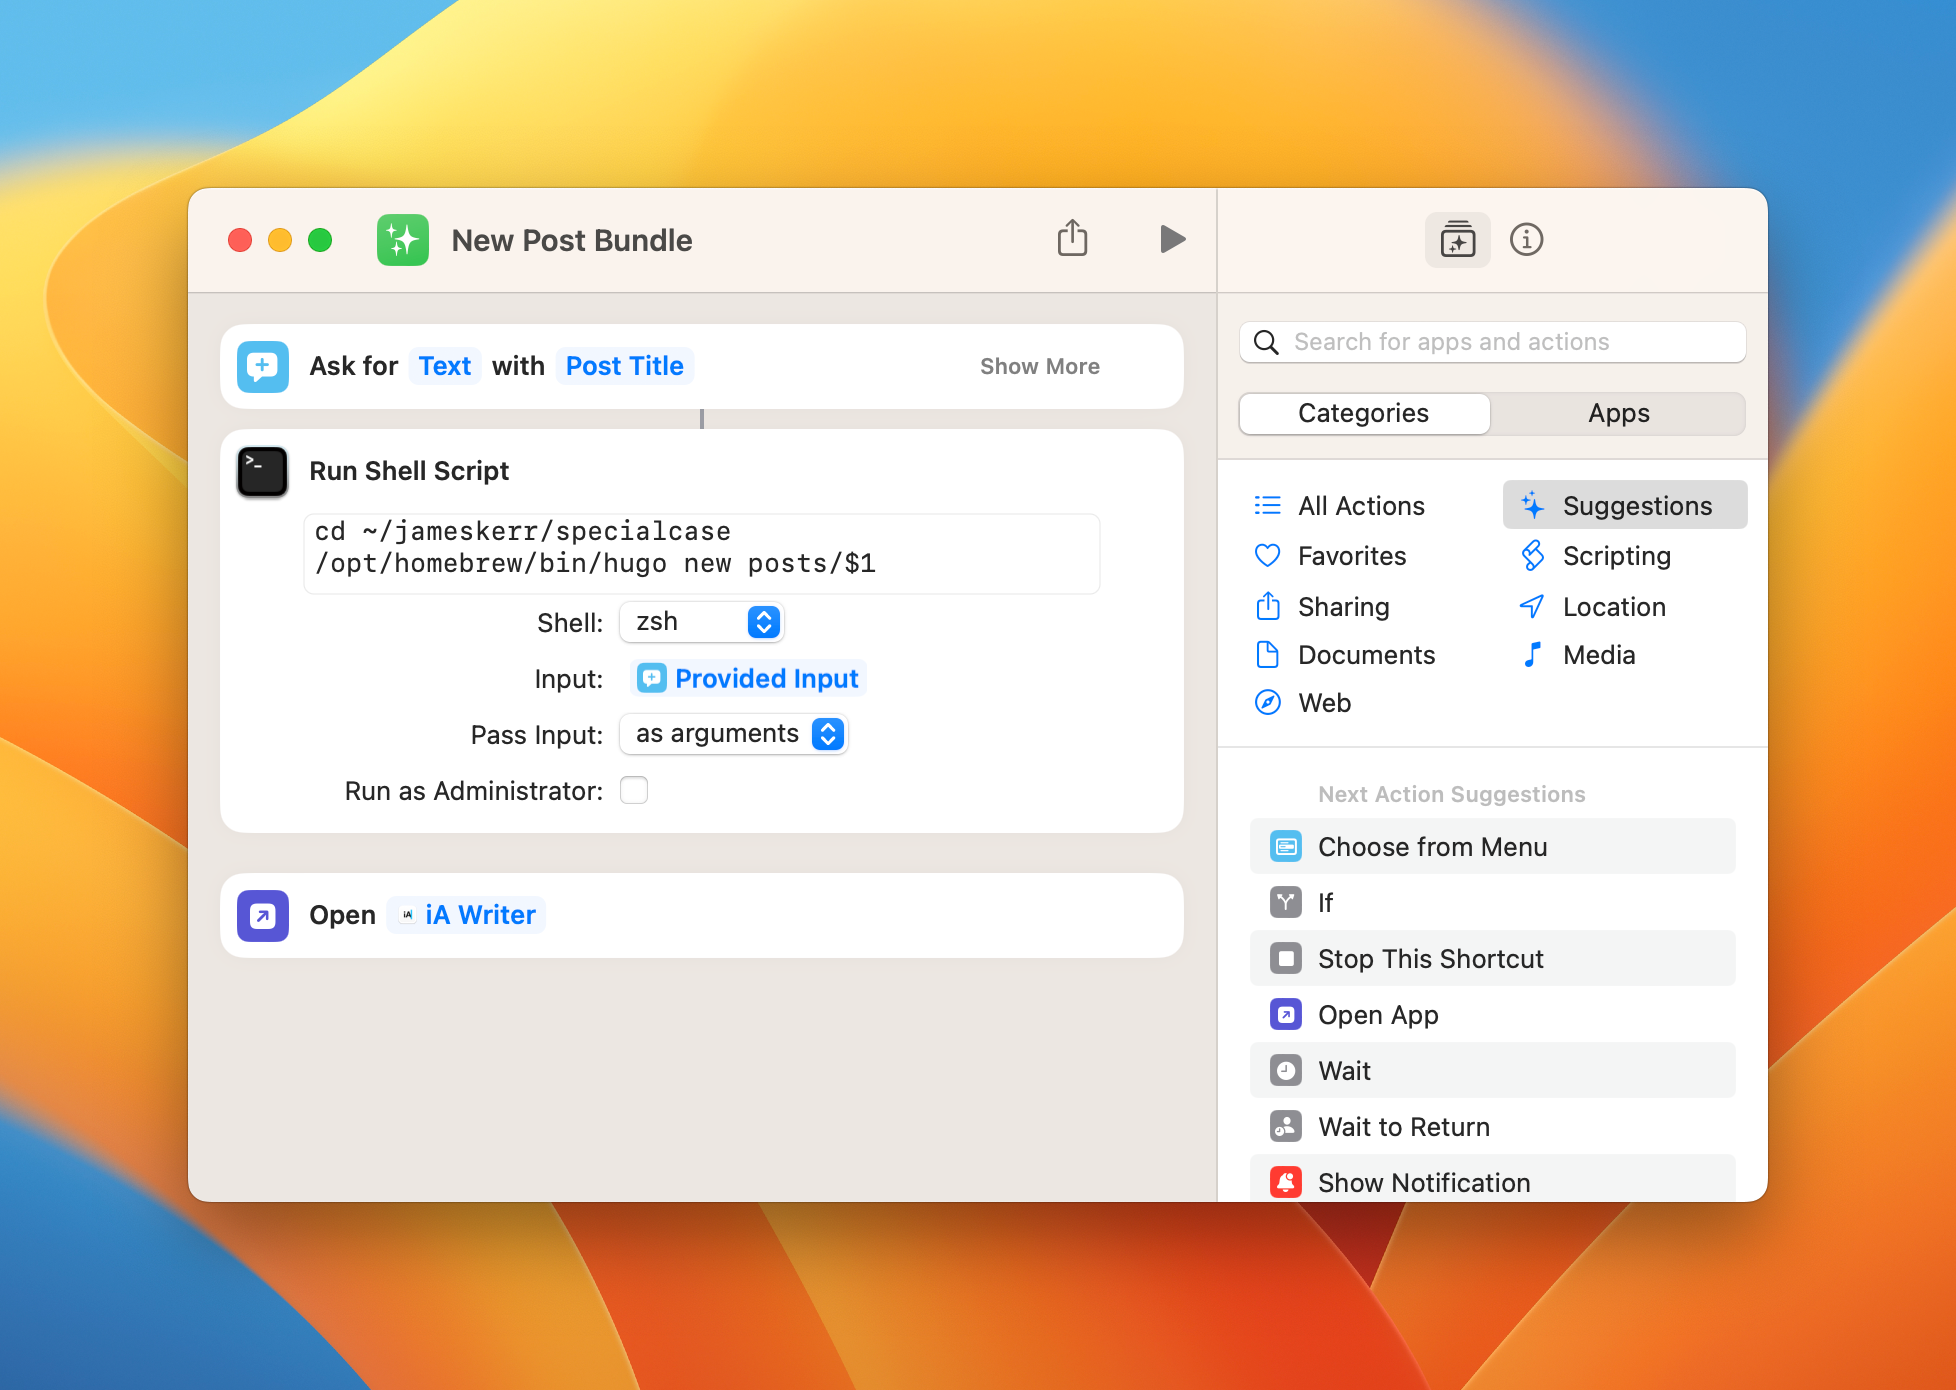 New Post Bundle
Ask for Text with Post Title Show More
>_
Run Shell Script
cd ~/jameskerr/specialcase
/opt/homebrew/bin/hugo new posts/$1
Shell: zsh
Input: Provided Input
Pass Input: as arguments
Run as Administrator:
Open iA iA Writer
Search for apps and actions
Categories Apps
All Actions Suggestions
Favorites Scripting
Sharing Location
Documents Media
Web
Next Action Suggestions
Choose from Menu
If
Stop This Shortcut
Open App
Wait
Wait to Return
Show Notification